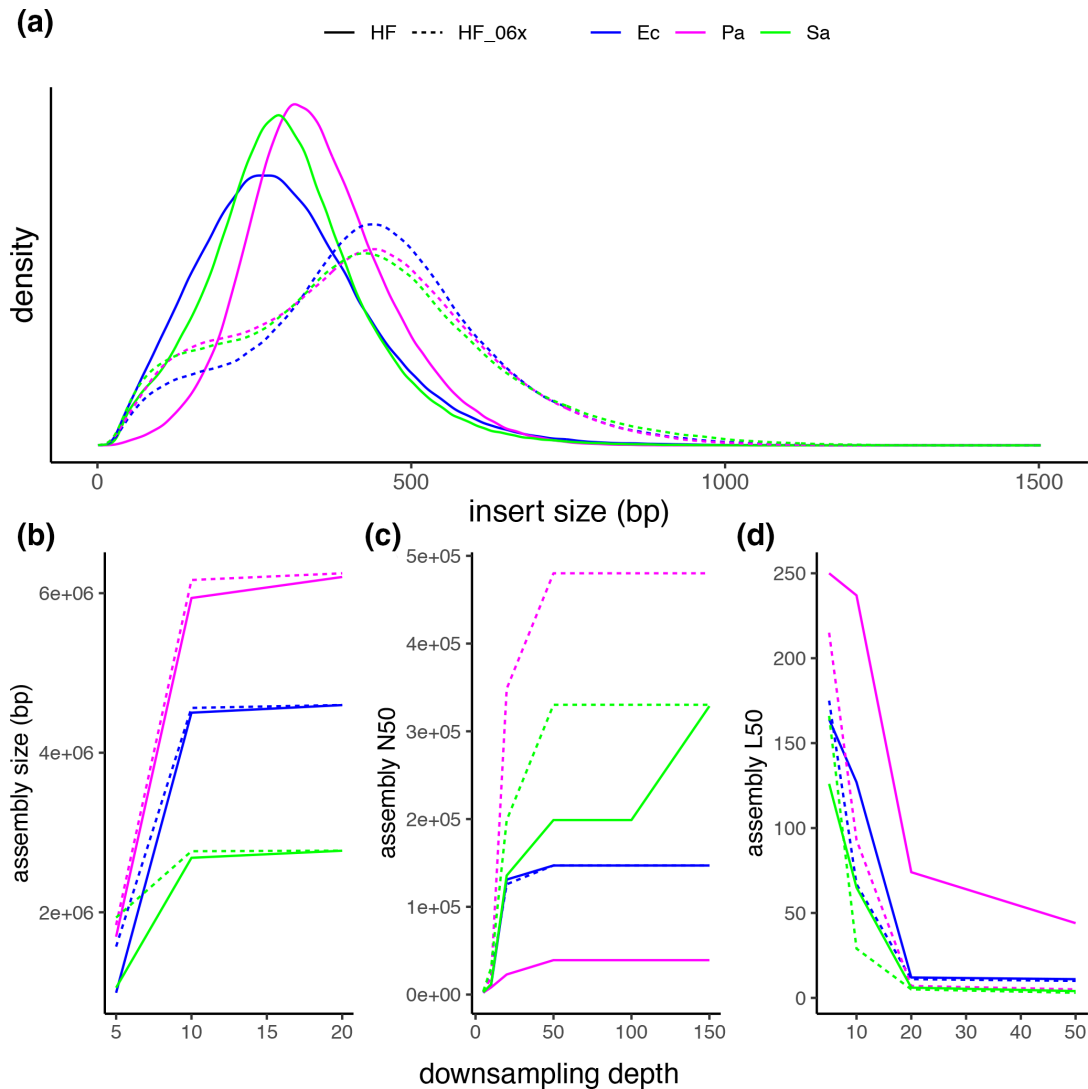 (a)
HF HF_06x Ec Pa Sa
density
0 500 1000 1500
insert size (bp)
(b) (c) (d)
assembly size (bp)
6e+06
4e+06
2e+06
5 10 15 20
assembly N50
5e+05
4e+05
3e+05
2e+05
1e+05
0e+00
0 50 100 150
assembly L50
250
200
150
100
50
0
10 20 30 40 50
downsampling depth